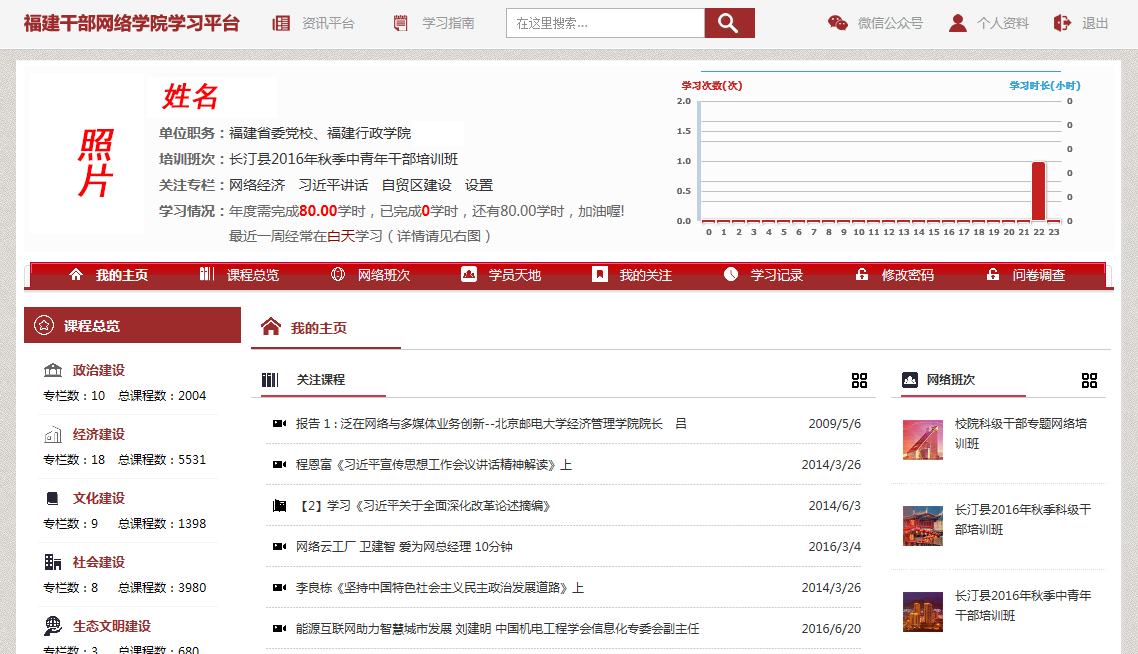 福建干部网络学院学习平台 资讯平台 学习指南 在这里搜索... 微信公众号 个人资料 退出
照片
姓名
单位职务：福建省委党校、福建行政学院
培训班次：长汀县2016年秋季中青年干部培训班
关注专栏：网络经济 习近平讲话 自贸区建设 设置
学习情况：年度需完成80.00学时，已完成0学时，还有80.00学时，加油喔!
最近一周经常在白天学习（详情请见右图）
学习次数(次) 学习时长(小时)
2.0 0
0
1.5
0
1.0
0
0.5
0
0.0 0
0 1 2 3 4 5 6 7 8 9 10 11 12 13 14 15 16 17 18 19 20 21 22 23
我的主页 课程总览 网络班次 学员天地 我的关注 学习记录 修改密码 问卷调查
课程总览
政治建设
专栏数：10 总课程数：2004
经济建设
专栏数：18 总课程数：5531
文化建设
专栏数：9 总课程数：1398
社会建设
专栏数：8 总课程数：3980
生态文明建设
专栏数：3 总课程数：680
我的主页
关注课程
报告 1：泛在网络与多媒体业务创新--北京邮电大学经济管理学院院长 吕 2009/5/6
程恩富《习近平宣传思想工作会议讲话精神解读》上 2014/3/26
【2】学习《习近平关于全面深化改革论述摘编》 2014/6/3
网络云工厂 卫建智 爱为网总经理 10分钟 2016/3/4
李良栋《坚持中国特色社会主义民主政治发展道路》上 2014/3/26
能源互联网助力智慧城市发展 刘建明 中国机电工程学会信息化专委会副主任 2016/6/20
网络班次
校院科级干部专题网络培
训班
长汀县2016年秋季科级干
部培训班
长汀县2016年秋季中青年
干部培训班